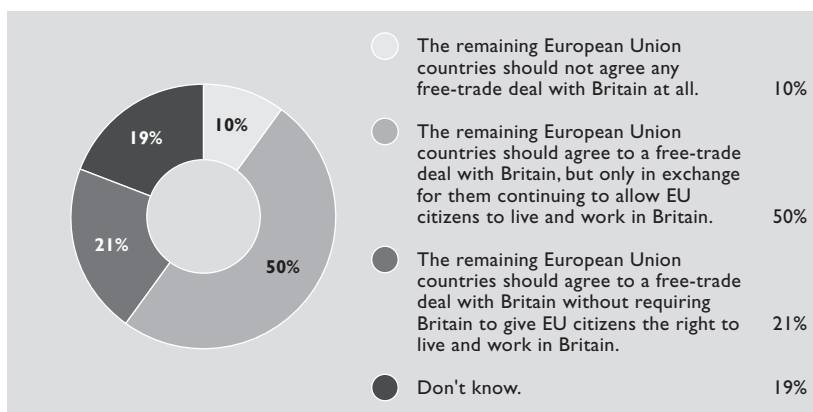 10%
19%
21%
50%
The remaining European Union
countries should not agree any
free-trade deal with Britain at all. 10%
The remaining European Union
countries should agree to a free-trade
deal with Britain, but only in exchange
for them continuing to allow EU
citizens to live and work in Britain. 50%
The remaining European Union
countries should agree to a free-trade
deal with Britain without requiring
Britain to give EU citizens the right to 21%
live and work in Britain.
Don't know. 19%